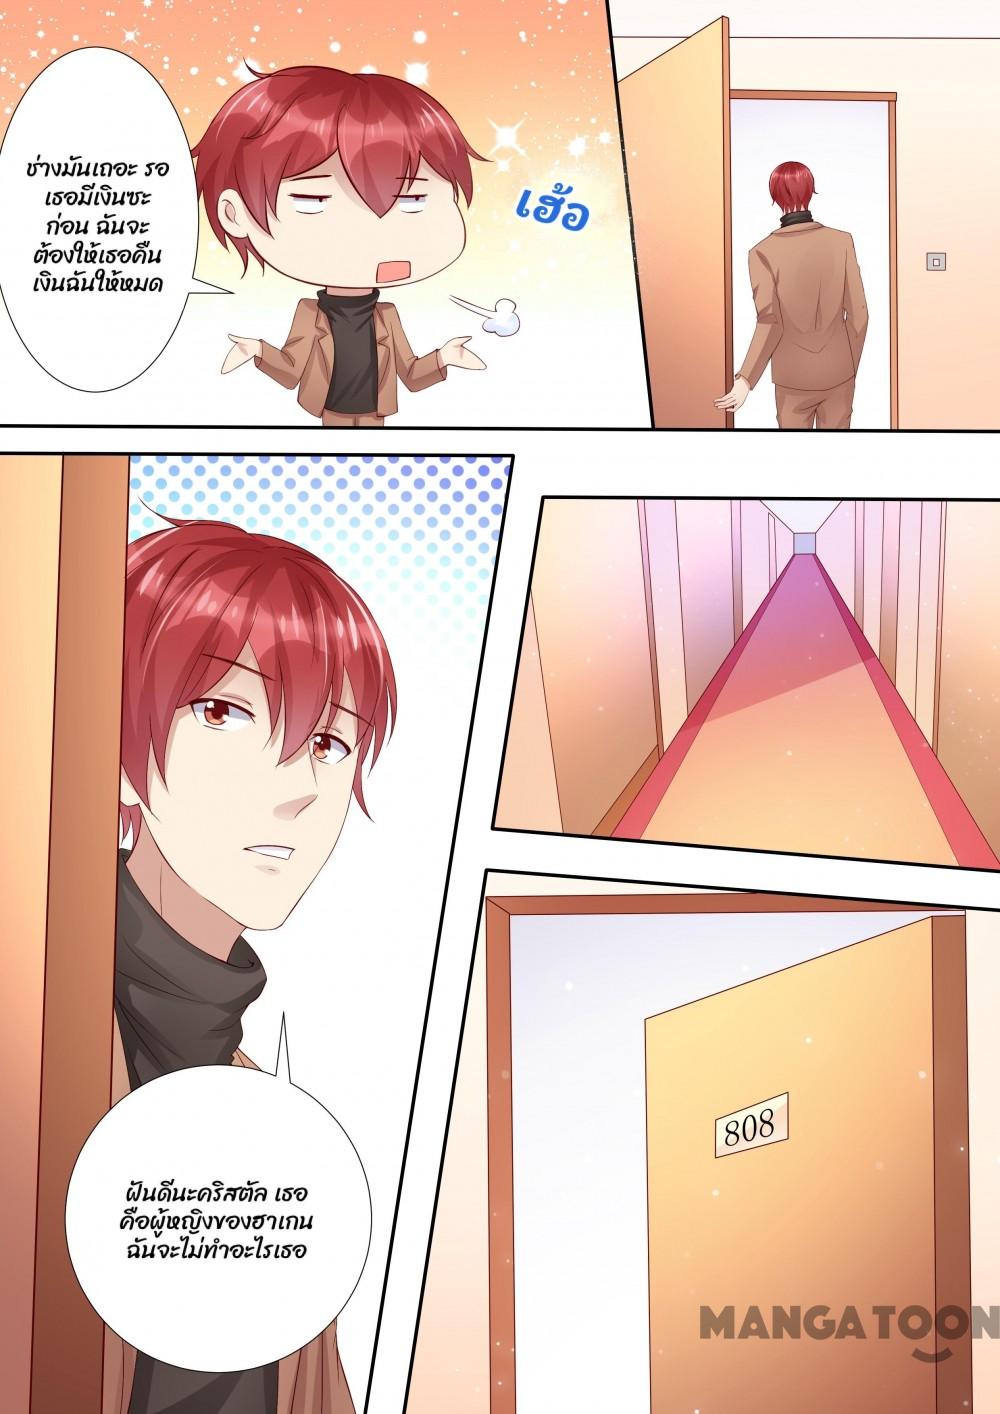 ช่างมันเถอะ รอ
เธอมีเงินซะ
ก่อน ฉันจะ
ต้องให้เธอคืน
เงินฉันให้หมด
เฮ้อ
808
ฝันดีนะคริสตัล เธอ
คือผู้หญิงของฮาเกน
ฉันจะไม่ทำอะไรเธอ
MANGATOON